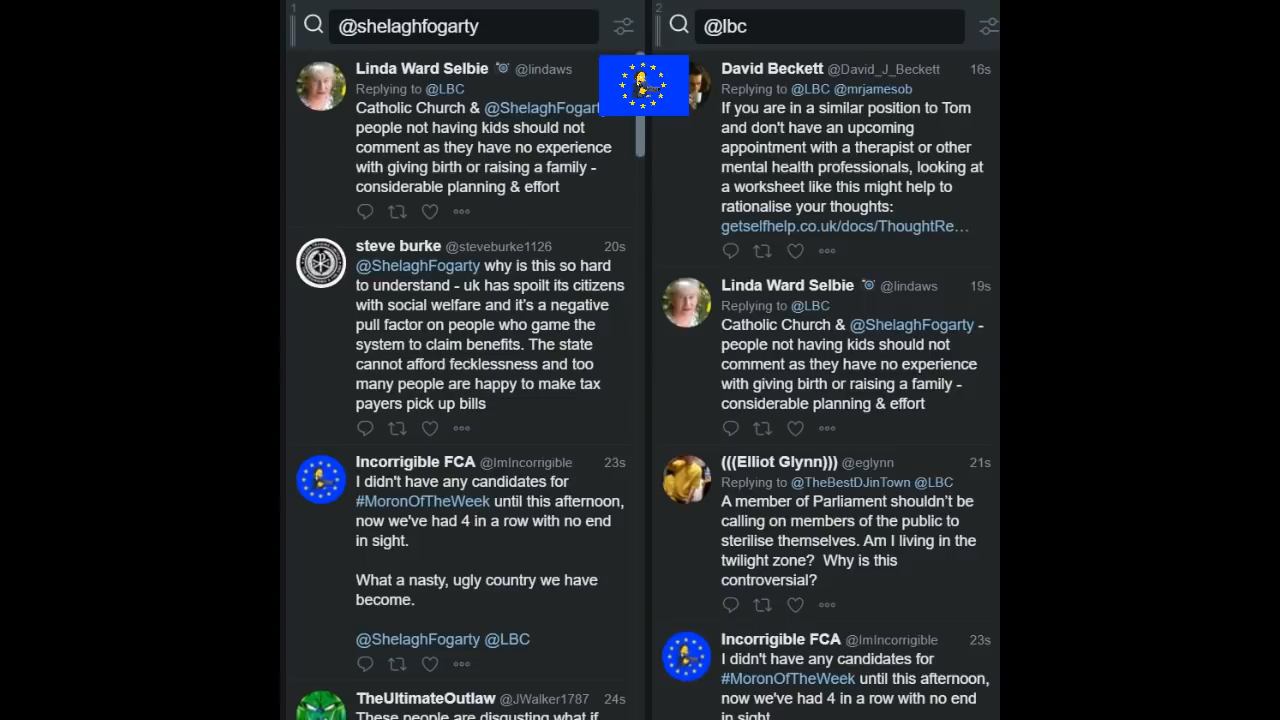 1
@shelaghfogarty
Linda Ward Selbie @lindaws
Replying to @LBC
Catholic Church & @ShelaghFogart
people not having kids should not
comment as they have no experience
with giving birth or raising a family -
considerable planning & effort
steve burke @steveburke1126 20s
@ShelaghFogarty why is this so hard
to understand - uk has spoilt its citizens
with social welfare and it's a negative
pull factor on people who game the
system to claim benefits. The state
cannot afford fecklessness and too
many people are happy to make tax
payers pick up bills
Incorrigible FCA @ImIncorrigible 23s
I didn't have any candidates for
#MoronOfTheWeek until this afternoon,
now we've had 4 in a row with no end
in sight.
What a nasty, ugly country we have
become.
@ShelaghFogarty @LBC
TheUltimateOutlaw @JWalker1787 24s
These people are disgusting what if
2
@lbc
David Beckett @David_J_Beckett 16s
Replying to @LBC @mrjamesob
If you are in a similar position to Tom
and don't have an upcoming
appointment with a therapist or other
mental health professionals, looking at
a worksheet like this might help to
rationalise your thoughts:
getselfhelp.co.uk/docs/ThoughtRe…
Linda Ward Selbie @lindaws 19s
Replying to @LBC
Catholic Church & @ShelaghFogarty -
people not having kids should not
comment as they have no experience
with giving birth or raising a family -
considerable planning & effort
(((Elliot Glynn))) @eglynn 21s
Replying to @TheBestDJinTown @LBC
A member of Parliament shouldn't be
calling on members of the public to
sterilise themselves. Am I living in the
twilight zone?  Why is this
controversial?
Incorrigible FCA @ImIncorrigible 23s
I didn't have any candidates for
#MoronOfTheWeek until this afternoon,
now we've had 4 in a row with no end
in sight.